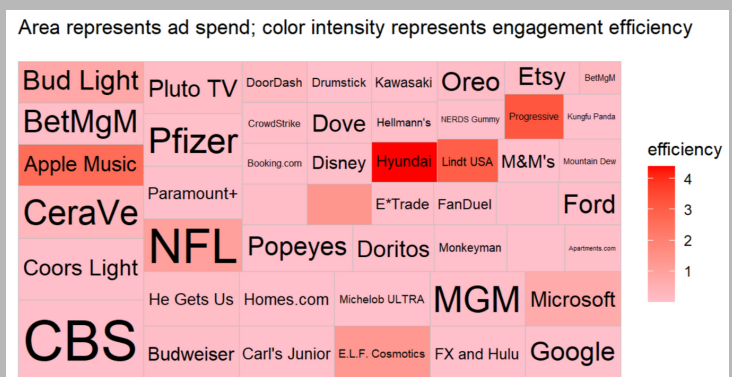 Area represents ad spend; color intensity represents engagement efficiency
Bud Light
BetMgM
Apple Music
CeraVe
Coors Light
CBS
Pluto TV
Pfizer
Paramount+
NFL
He Gets Us
Budweiser
DoorDash
Drumstick
Kawasaki
Oreo
Etsy
BetMgM
CrowdStrike
Dove
Hellmann's
NERDS Gummy
Progressive
Kungfu Panda
Booking.com
Disney
Hyundai
Lindt USA
M&M's
Mountain Dew
E*Trade
FanDuel
Ford
Popeyes
Doritos
Monkeyman
Apartments.com
Homes.com
Michelob ULTRA
MGM
Microsoft
Carl's Junior
E.L.F. Cosmotics
FX and Hulu
Google
efficiency
4
3
2
1